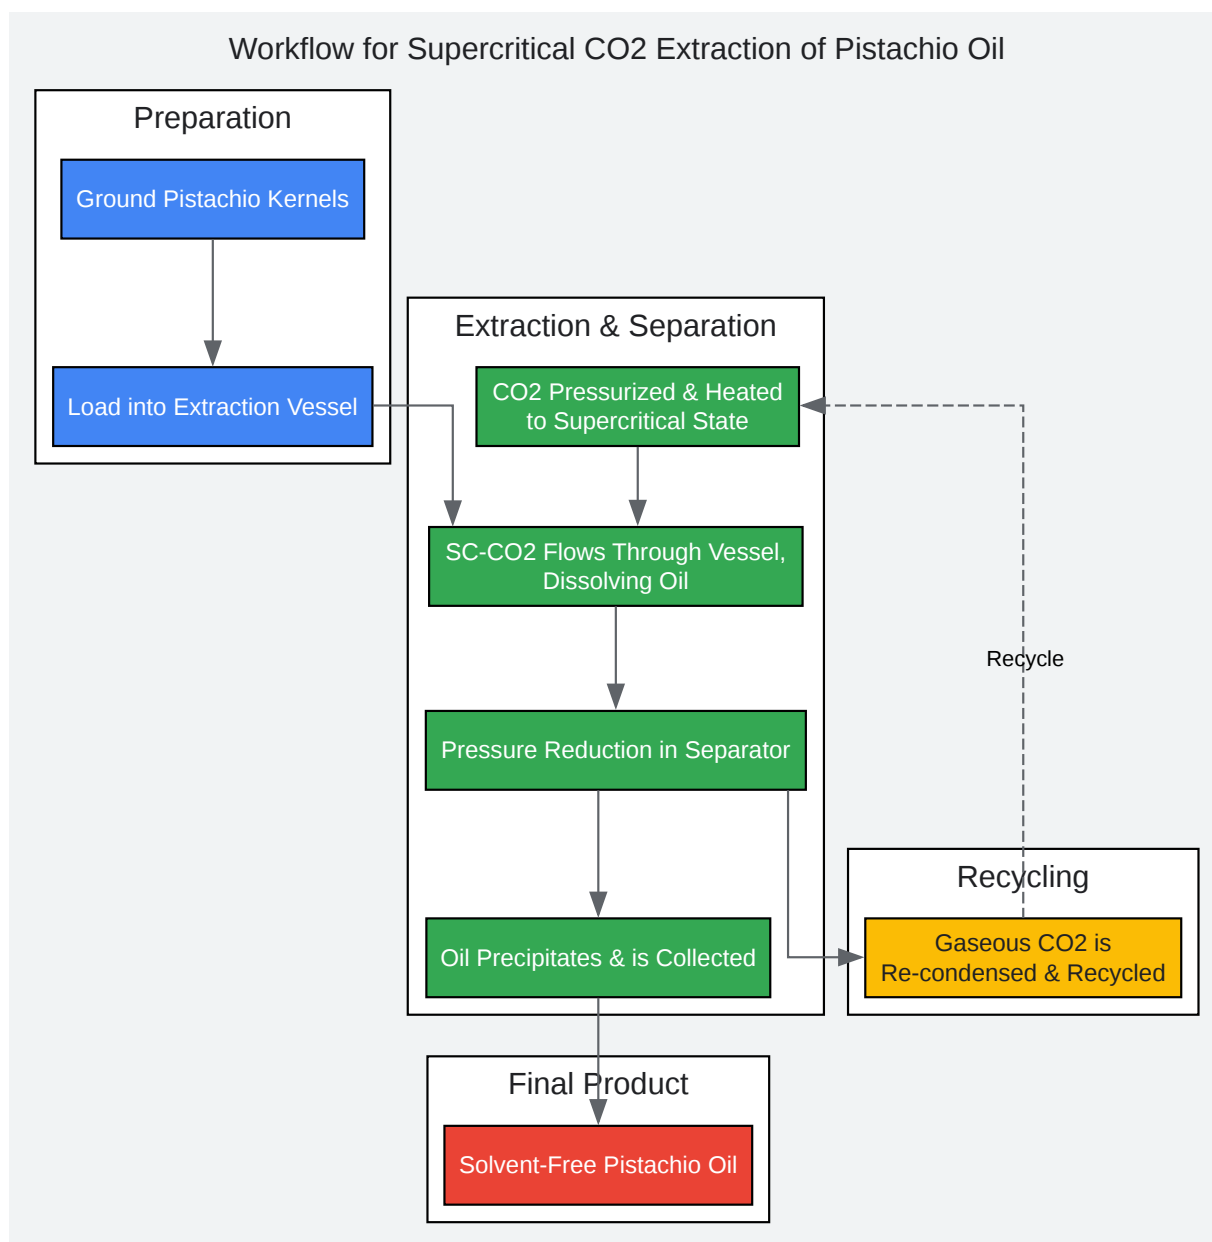 Workflow for Supercritical CO2 Extraction of Pistachio Oil
Preparation
Ground Pistachio Kernels
Load into Extraction Vessel
Extraction & Separation
CO2 Pressurized & Heated
to Supercritical State
SC-CO2 Flows Through Vessel,
Dissolving Oil
Recycle
Pressure Reduction in Separator
Oil Precipitates & is Collected
Recycling
Gaseous CO2 is
Re-condensed & Recycled
Final Product
Solvent-Free Pistachio Oil